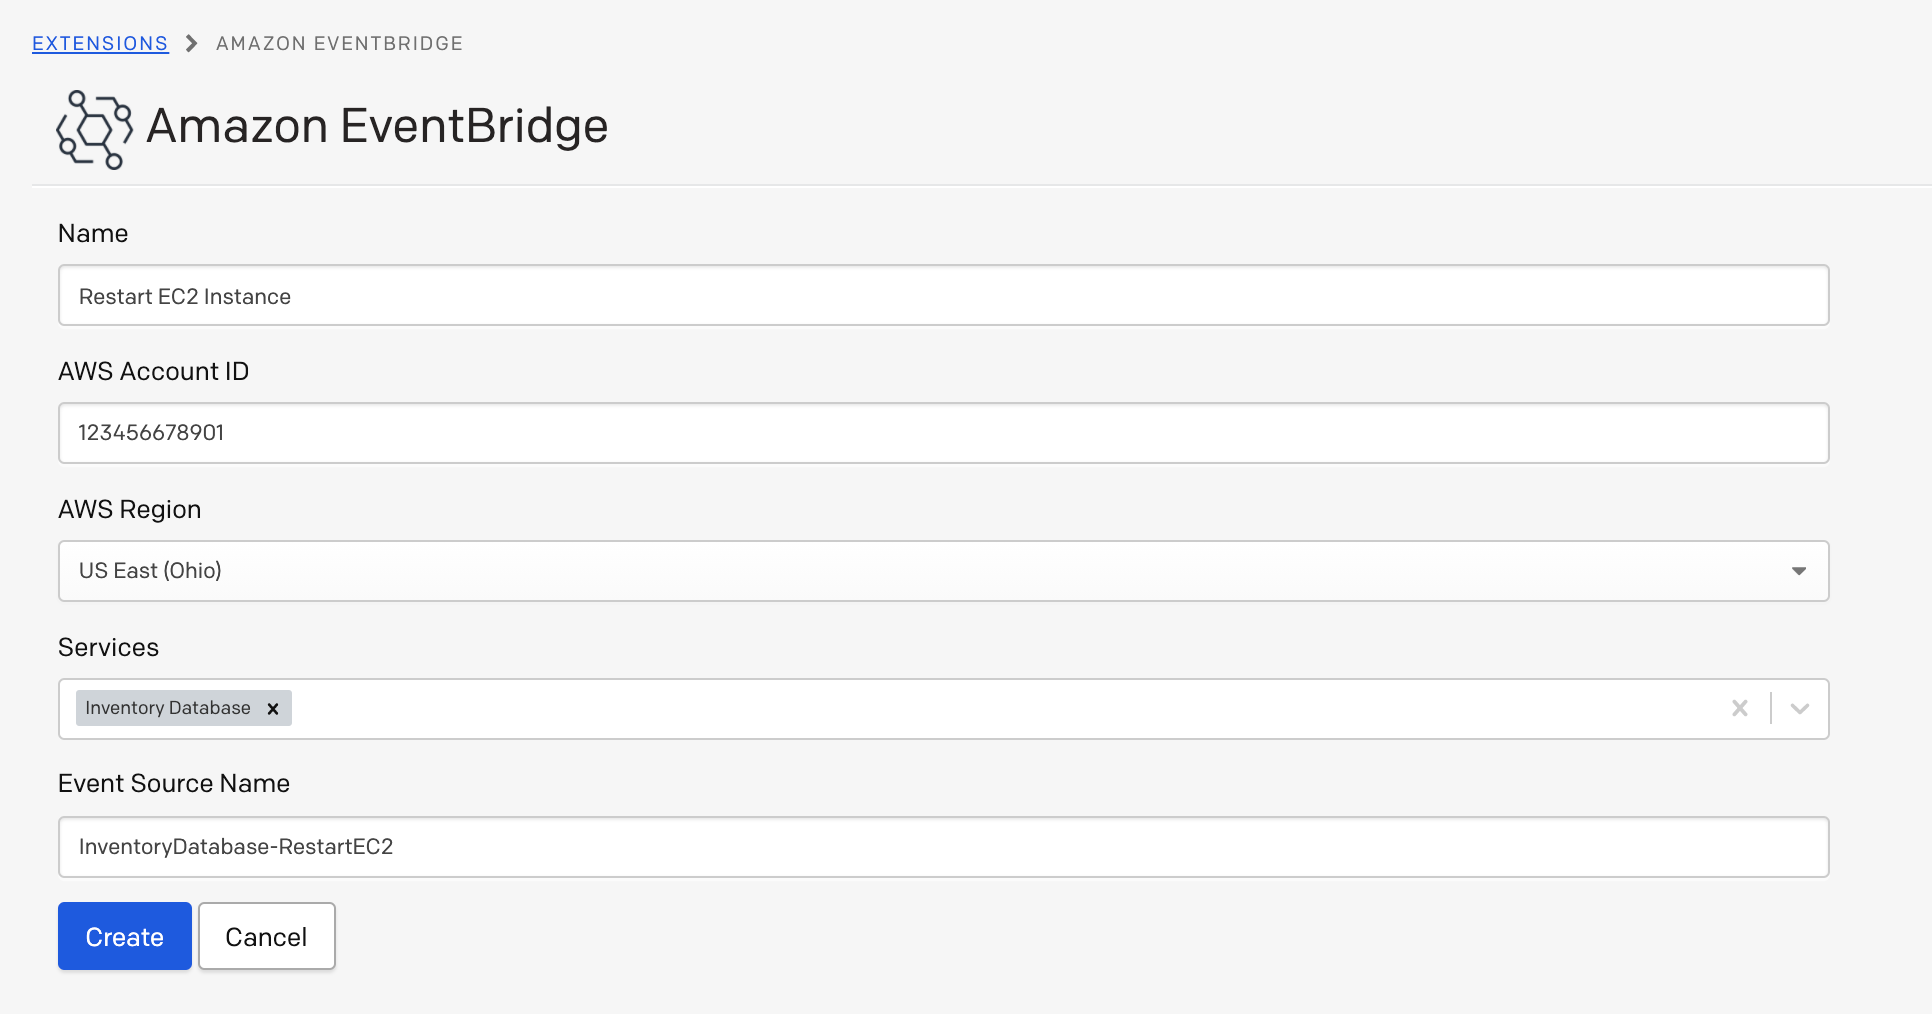 EXTENSIONS > AMAZON EVENTBRIDGE
Amazon EventBridge
Name
Restart EC2 Instance
AWS Account ID
123456678901
AWS Region
US East (Ohio)
Services
Inventory Database ×
Event Source Name
InventoryDatabase-RestartEC2
Create Cancel